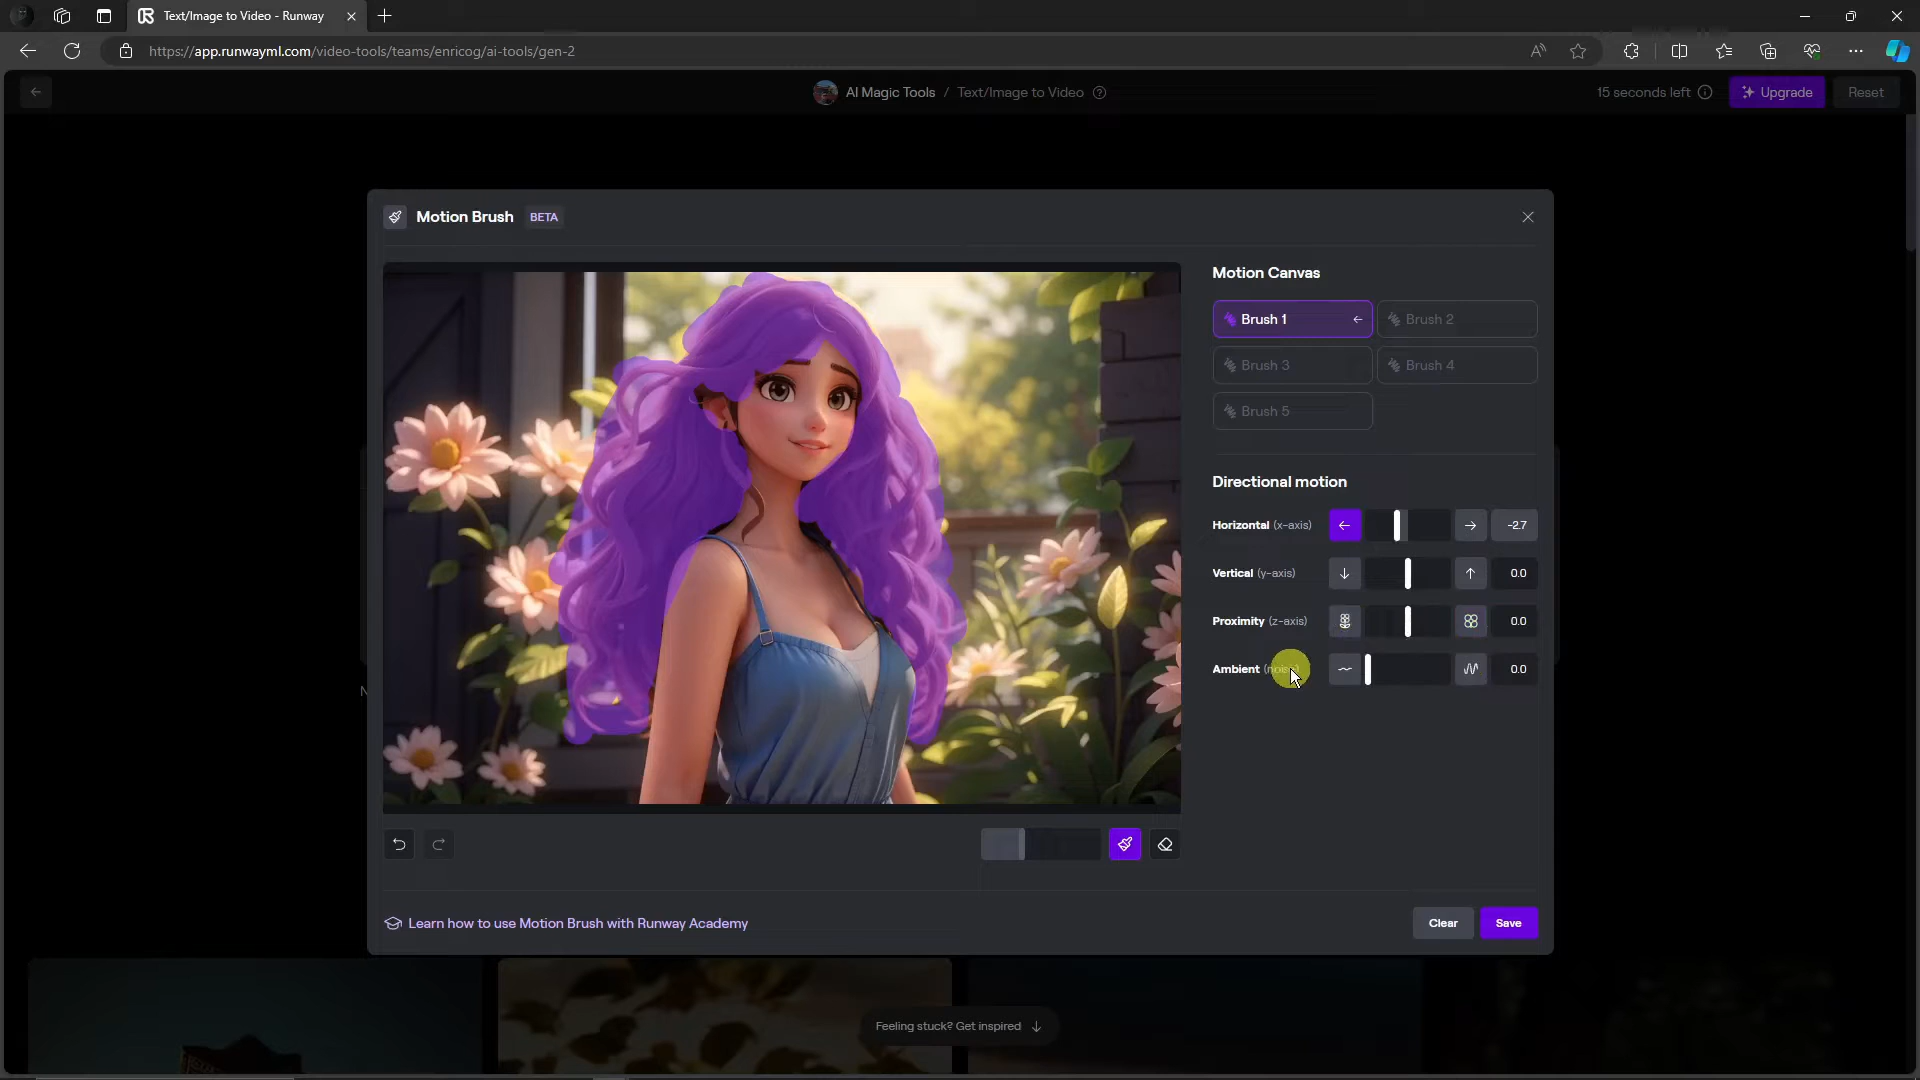 Text/Image to Video - Runway
https://app.runwayml.com/video-tools/teams/enricog/ai-tools/gen-2
AI Magic Tools / Text/Image to Video
15 seconds left
Upgrade
Reset
Motion Brush BETA
Motion Canvas
Brush 1
Brush 2
Brush 3
Brush 4
Brush 5
Directional motion
Horizontal (x-axis) -2.7
Vertical (y-axis) 0.0
Proximity (z-axis) 0.0
Ambient (noise) 0.0
Learn how to use Motion Brush with Runway Academy
Clear
Save
Feeling stuck? Get inspired